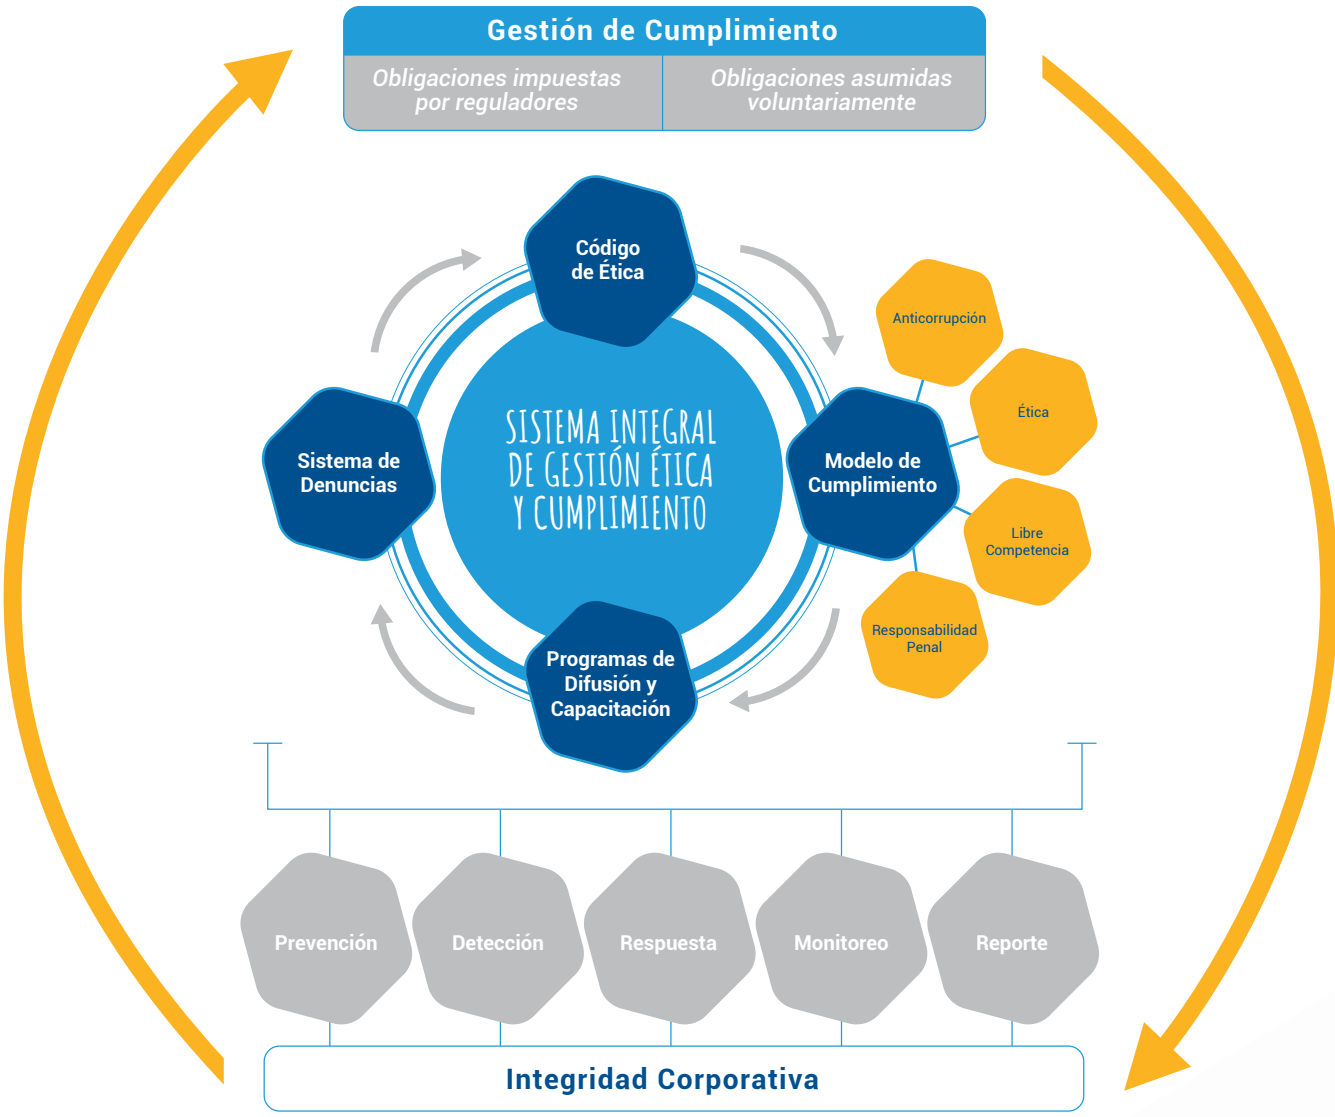 Gestión de Cumplimiento
Obligaciones impuestas
por reguladores
Obligaciones asumidas
voluntariamente
Código
de Ética
Anticorrupción
Ética
SISTEMA INTEGRAL
DE GESTIÓN ÉTICA
Y CUMPLIMIENTO
Sistema de
Denuncias
Modelo de
Cumplimiento
Libre
Competencia
Responsabilidad
Penal
Programas de
Difusión y
Capacitación
Prevención
Detección
Respuesta
Monitoreo
Reporte
Integridad Corporativa